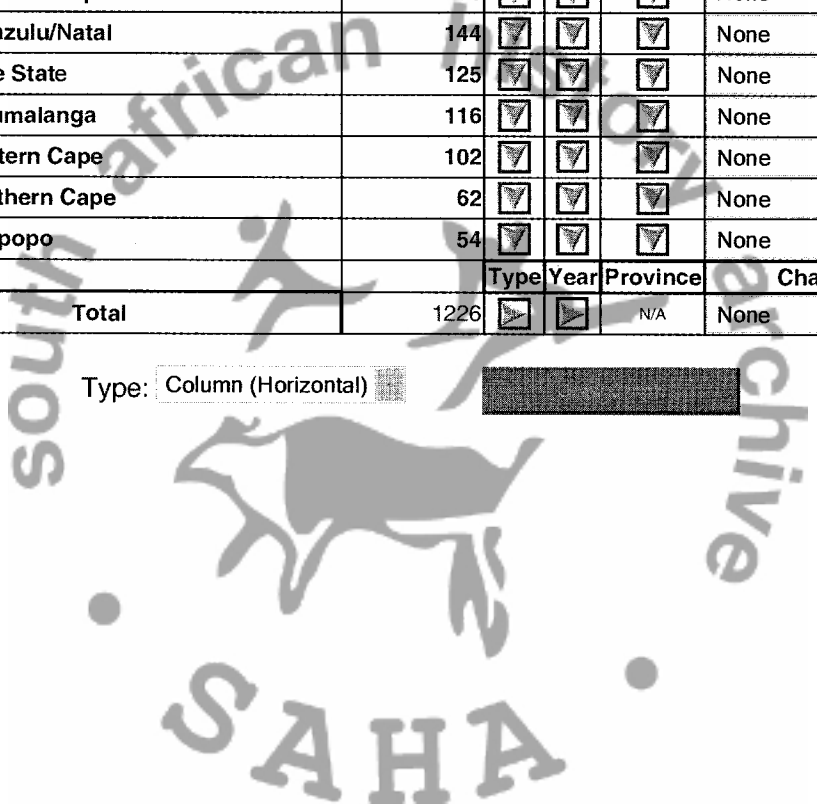 nzulu/Natal 144 None
e State 125 None
umalanga 116 None
tern Cape 102 None
thern Cape 62 None
popo 54 None
Type Year Province Cha
Total 1226 N/A None
Type: Column (Horizontal)
south african history archive
SAHA